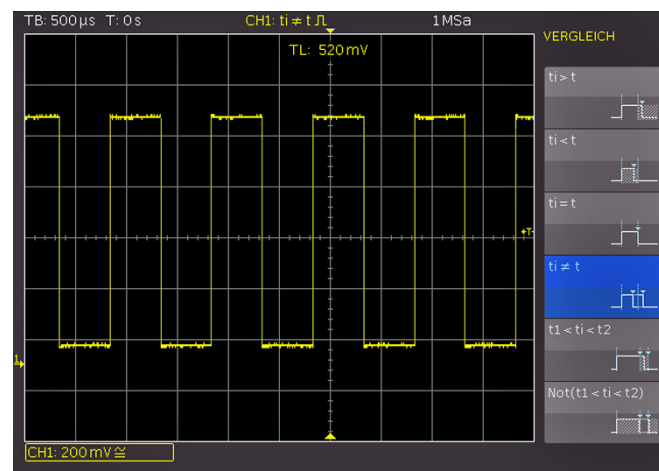 TB: 500µs T: 0s CH1: ti ≠ t 1MSa
TL: 520mV
VERGLEICH
ti > t
ti < t
ti = t
ti ≠ t
t1 < ti < t2
Not(t1 < ti < t2)
T
1
CH1: 200mV ≅